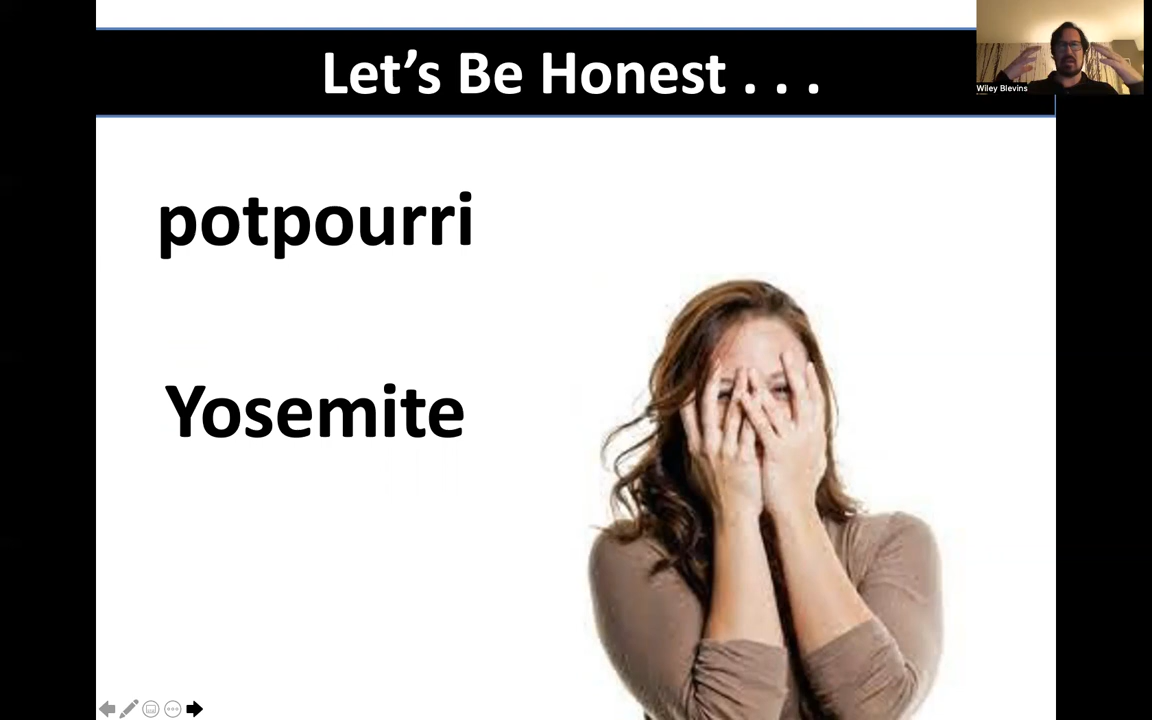 Let’s Be Honest . . .
Wiley Blevins
potpourri
Yosemite